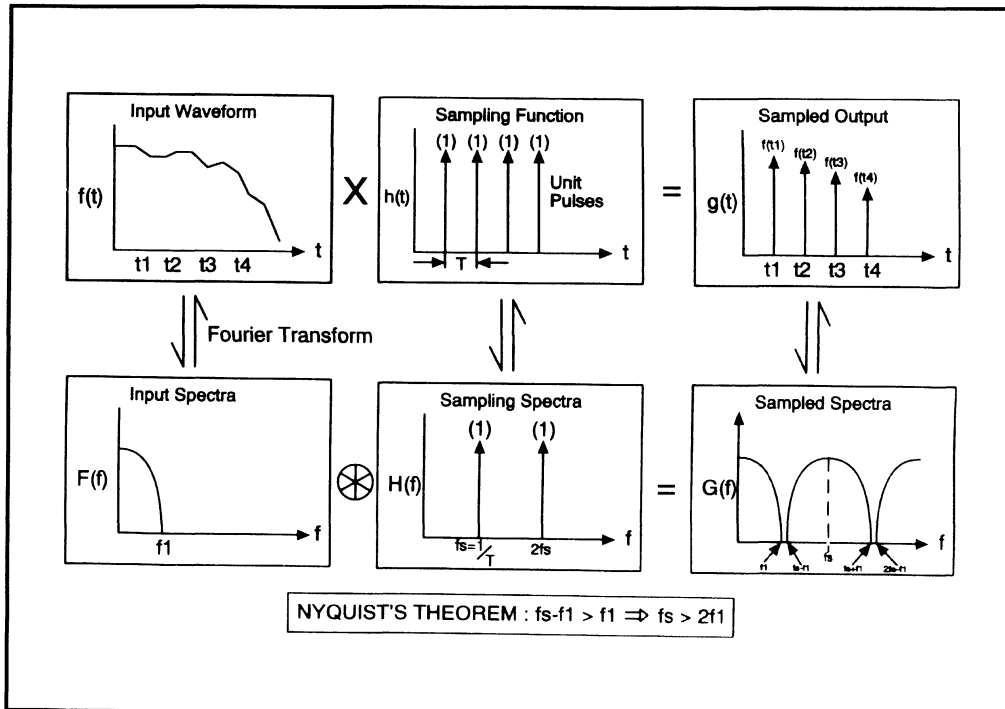 Input Waveform
f(t)
t
t1 t2 t3 t4
X
Sampling Function
(1) (1) (1) (1)
h(t)
Unit
Pulses
T
t
=
Sampled Output
f(t1)
f(t2)
f(t3)
f(t4)
g(t)
t
t1 t2 t3 t4
Fourier Transform
Input Spectra
F(f)
f
f1
Sampling Spectra
(1) (1)
H(f)
f
fs=1/T
2fs
=
Sampled Spectra
G(f)
f
f1
fs-f1
fs
fs+f1
2fs-f1
NYQUIST'S THEOREM : fs-f1 > f1 ⇒ fs > 2f1